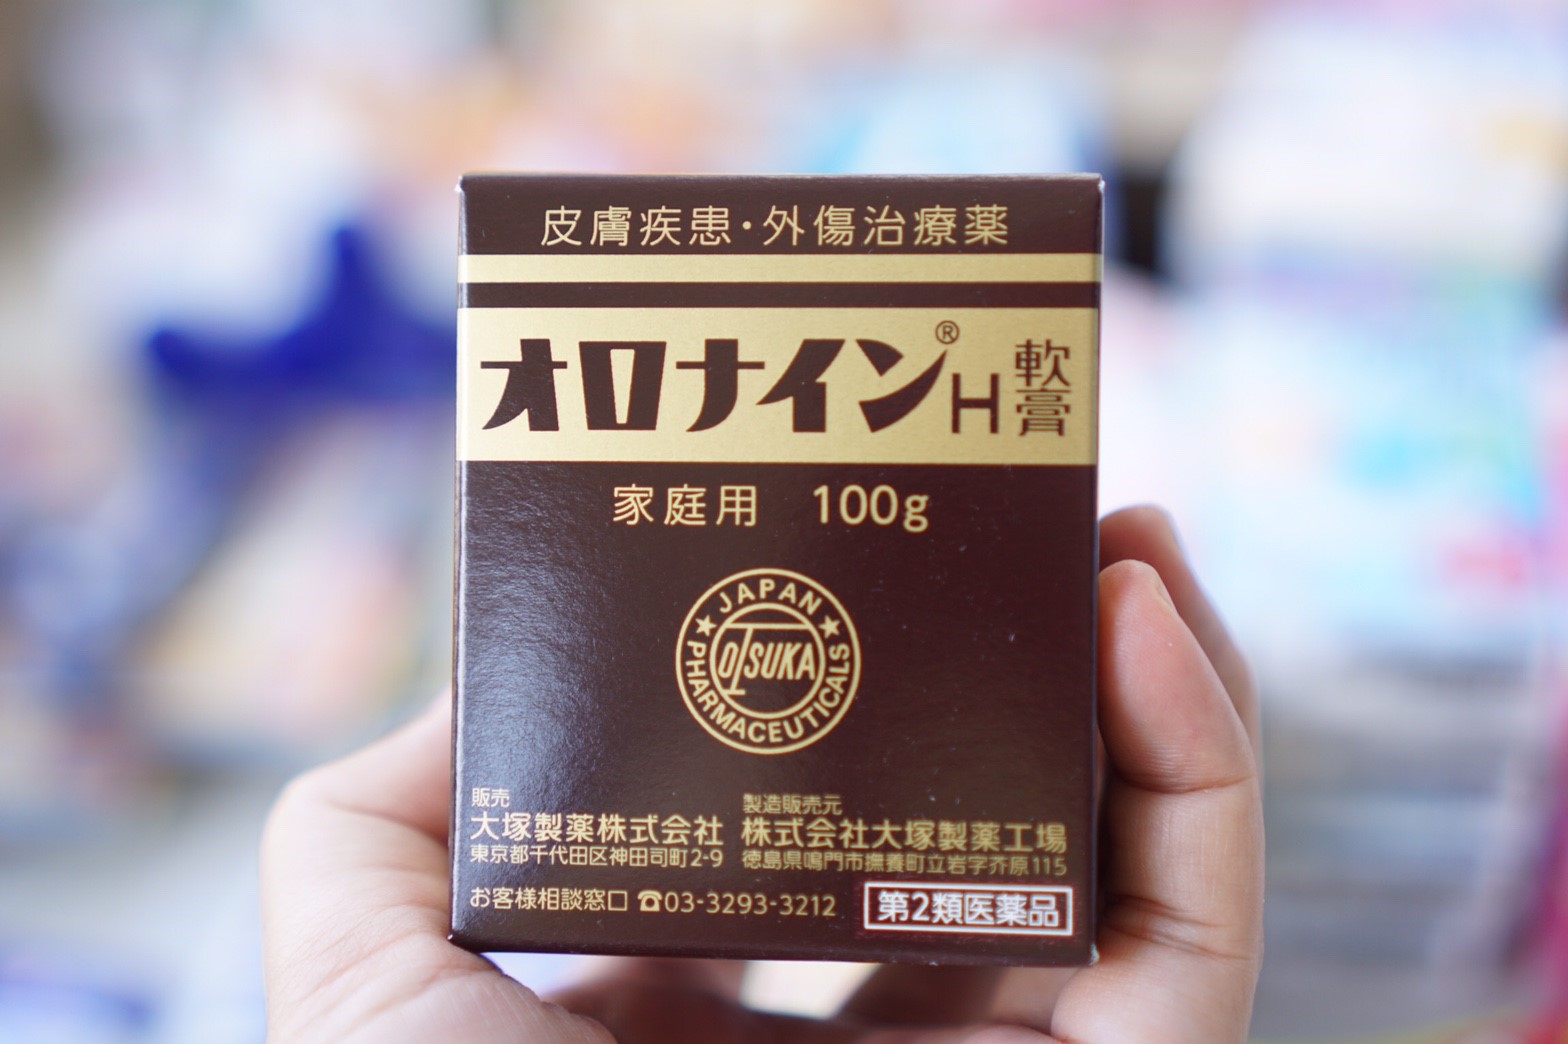 皮膚疾患・外傷治療薬
オロナイン®H軟膏
家庭用 100g
JAPAN
OTSUKA
PHARMACEUTICALS
販売
大塚製薬株式会社
東京都千代田区神田司町2-9
製造販売元
株式会社大塚製薬工場
徳島県鳴門市撫養町立岩字芥原115
お客様相談窓口 ☎03-3293-3212
第2類医薬品